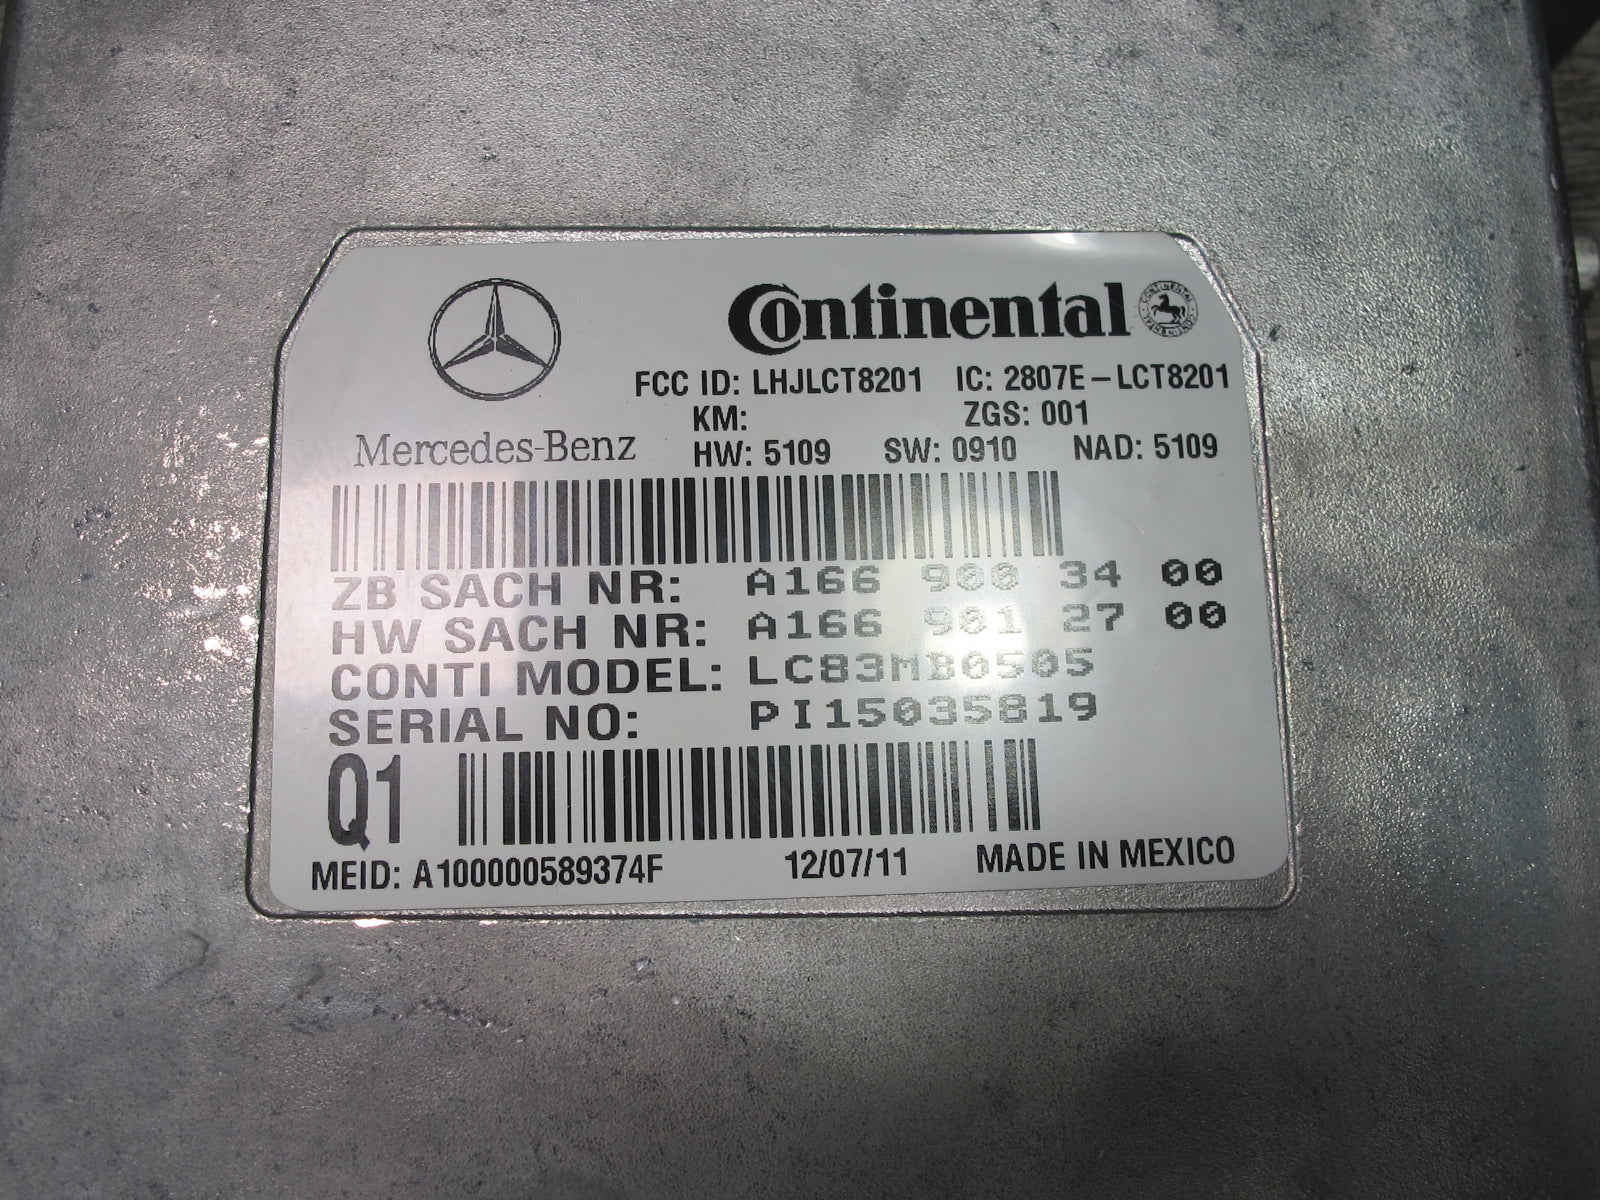 Continental
FCC ID: LHJLCT8201 IC: 2807E-LCT8201
KM: ZGS: 001
Mercedes-Benz HW: 5109 SW: 0910 NAD: 5109
ZB SACH NR: A166 900 34 00
HW SACH NR: A166 901 27 00
CONTI MODEL: LC83MB0505
SERIAL NO: PI15035819
Q1
MEID: A100000589374F 12/07/11 MADE IN MEXICO